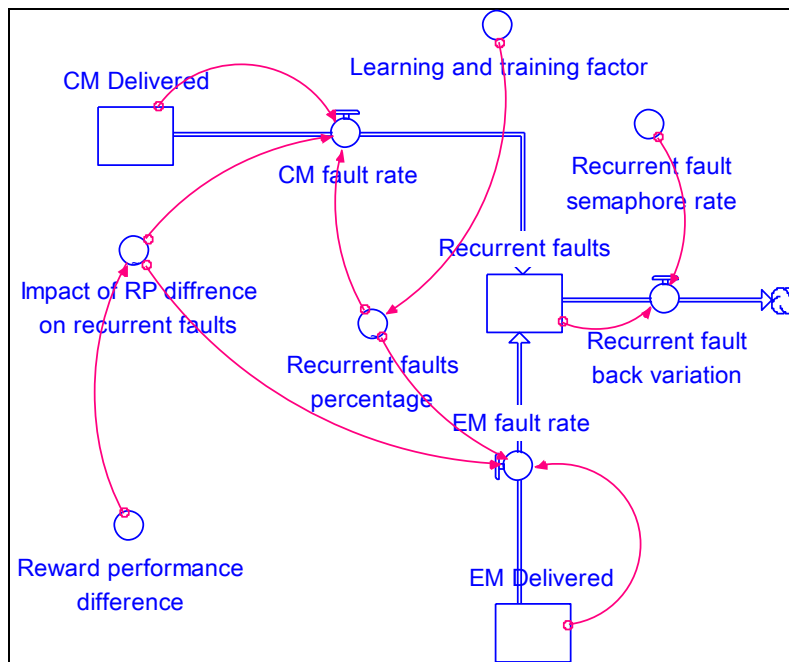 Learning and training factor
CM Delivered
CM fault rate
Recurrent fault
semaphore rate
Recurrent faults
Impact of RP diffrence
on recurrent faults
Recurrent faults
percentage
Recurrent fault
back variation
EM fault rate
Reward performance
difference
EM Delivered